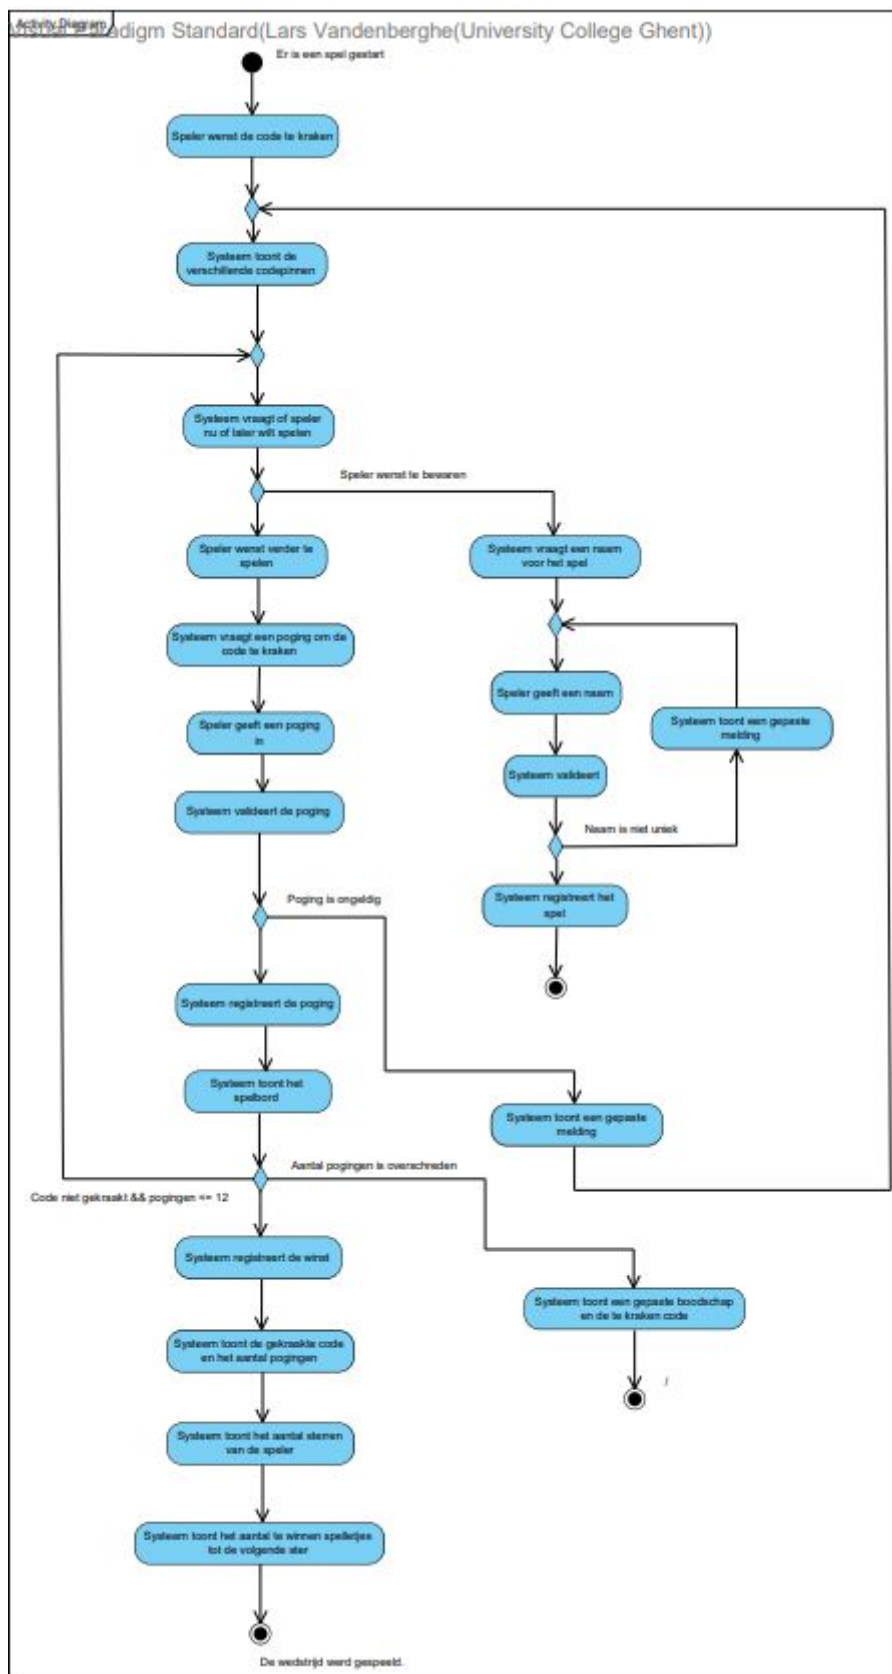 Activity Diagram
Visual Paradigm Standard(Lars Vandenberghe(University College Ghent))
Er is een spel gestart
Speler wenst de code te kraken
Systeem toont de
verschillende codepinnen
Systeem vraagt of speler
nu of later wilt spelen
Speler wenst te bewaren
Speler wenst verder te
spelen
Systeem vraagt een naam
voor het spel
Systeem vraagt een poging om de
code te kraken
Speler geeft een naam
Systeem toont een gepaste
melding
Speler geeft een poging
in
Systeem valideert
Systeem valideert de poging
Naam is niet uniek
Poging is ongeldig
Systeem registreert het
spel
Systeem registreert de poging
Systeem toont het
spelbord
Systeem toont een gepaste
melding
Aantal pogingen is overschreden
Code niet gekraakt && pogingen <= 12
Systeem registreert de winst
Systeem toont een gepaste boodschap
en de te kraken code
Systeem toont de gekraakte code
en het aantal pogingen
/
Systeem toont het aantal sterren
van de speler
Systeem toont het aantal te winnen spelletjes
tot de volgende ster
De wedstrijd werd gespeeld.